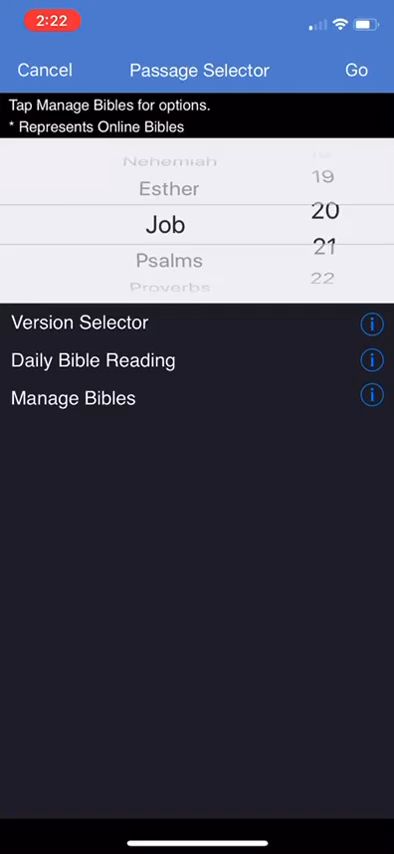 2:22
Cancel Passage Selector Go
Tap Manage Bibles for options.
* Represents Online Bibles
Nehemiah
Esther 19
Job 20
21
Psalms
Proverbs 22
Version Selector
Daily Bible Reading
Manage Bibles